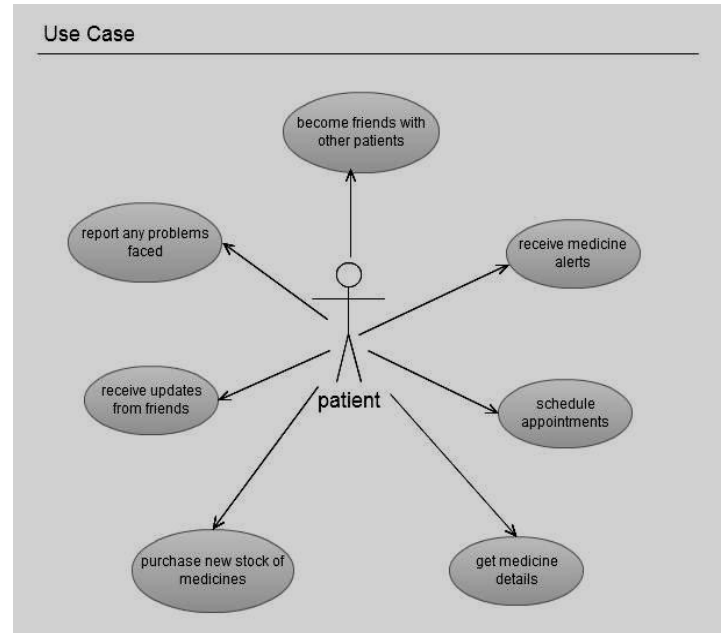 Use Case
become friends with
other patients
report any problems
faced
receive medicine
alerts
receive updates
from friends
patient
schedule
appointments
purchase new stock of
medicines
get medicine
details